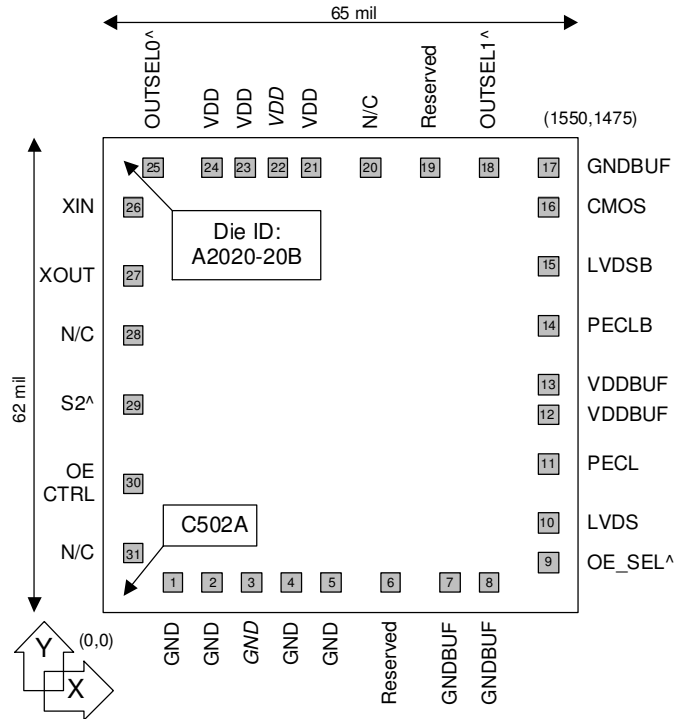 65 mil
OUTSEL0^
VDD
VDD
VDD
VDD
N/C
Reserved
OUTSEL1^
(1550,1475)
25
24
23
22
21
20
19
18
17
GNDBUF
XIN
26
16
CMOS
Die ID:
A2020-20B
XOUT
27
15
LVDSB
N/C
28
14
PECLB
62 mil
S2^
29
13
VDDBUF
12
VDDBUF
OE
CTRL
30
11
PECL
C502A
10
LVDS
N/C
31
9
OE_SEL^
1
2
3
4
5
6
7
8
(0,0)
Y
X
GND
GND
GND
GND
GND
Reserved
GNDBUF
GNDBUF